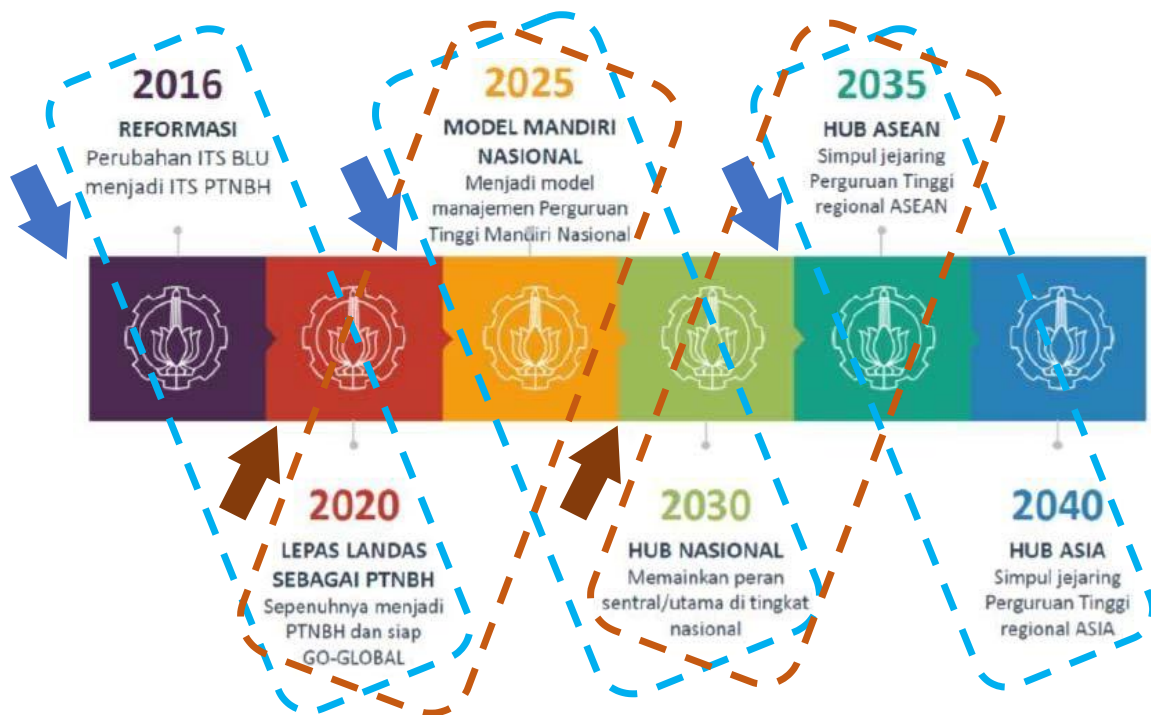 2016
REFORMASI
Perubahan ITS BLU
menjadi ITS PTNBH
2025
MODEL MANDIRI
NASIONAL
Menjadi model
manajemen Perguruan
Tinggi Mandiri Nasional
2035
HUB ASEAN
Simpul jejaring
Perguruan Tinggi
regional ASEAN
2020
LEPAS LANDAS
SEBAGAI PTNBH
Sepenuhnya menjadi
PTNBH dan siap
GO-GLOBAL
2030
HUB NASIONAL
Memainkan peran
sentral/utama di tingkat
nasional
2040
HUB ASIA
Simpul jejaring
Perguruan Tinggi
regional ASIA